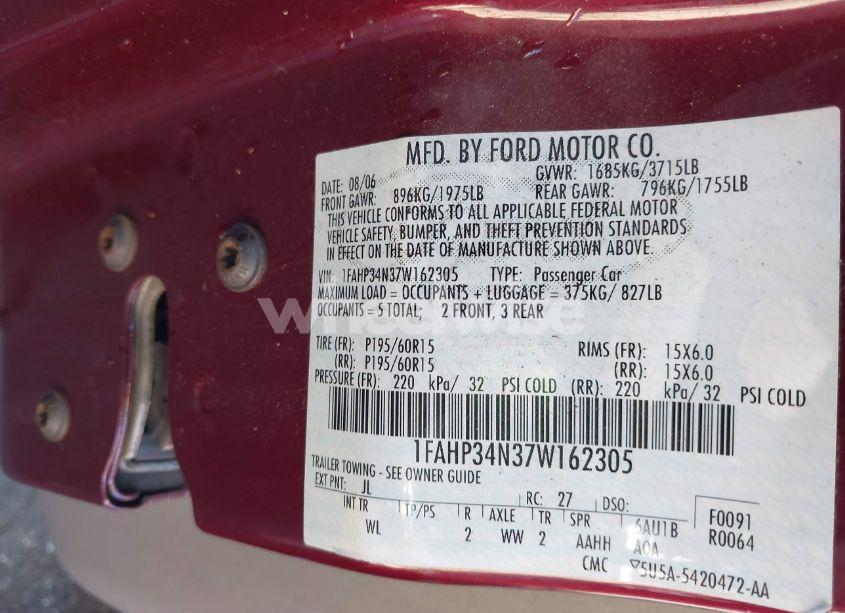 MFD. BY FORD MOTOR CO.
DATE: 08/06 GVWR: 1685KG/3715LB
FRONT GAWR: 896KG/1975LB REAR GAWR: 796KG/1755LB
THIS VEHICLE CONFORMS TO ALL APPLICABLE FEDERAL MOTOR
VEHICLE SAFETY, BUMPER, AND THEFT PREVENTION STANDARDS
IN EFFECT ON THE DATE OF MANUFACTURE SHOWN ABOVE.
VIN: 1FAHP34N37W162305 TYPE: Passenger Car
MAXIMUM LOAD = OCCUPANTS + LUGGAGE = 375KG/ 827LB
OCCUPANTS = 5 TOTAL; 2 FRONT, 3 REAR
TIRE (FR): P195/60R15 RIMS (FR): 15X6.0
(RR): P195/60R15 (RR): 15X6.0
PRESSURE (FR): 220 kPa/ 32 PSI COLD (RR): 220 kPa/ 32 PSI COLD
1FAHP34N37W162305
TRAILER TOWING - SEE OWNER GUIDE
EXT PNT: JL RC: 27 DSO: F0091
INT TR TP/PS R AXLE TR SPR 6AU1B R0064
WL 2 WW 2 AAHH AOA
CMC 5U5A-5420472-AA